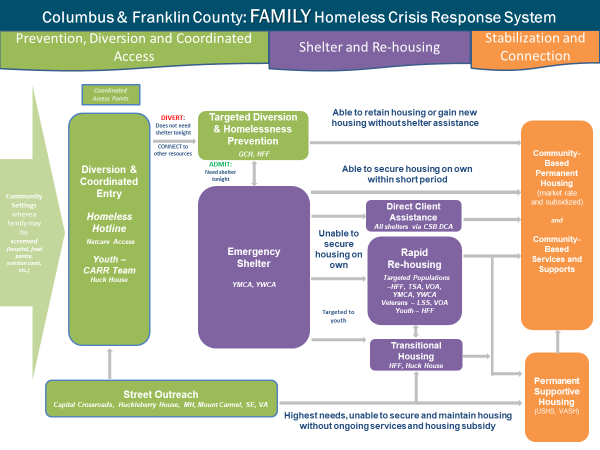 Columbus & Franklin County: FAMILY Homeless Crisis Response System
Prevention, Diversion and Coordinated
Access
Shelter and Re-housing
Stabilization and
Connection
Coordinated
Access Points
Community
Settings
where a
family may
be
screened
(hospital, food
pantry,
eviction court,
etc.)
Diversion &
Coordinated
Entry
Homeless
Hotline
Netcare Access
Youth –
CARR Team
Huck House
DIVERT:
Does not need
shelter tonight
CONNECT to
other resources
Targeted Diversion
& Homelessness
Prevention
GCH, HFF
ADMIT:
Need shelter
tonight
Emergency
Shelter
YMCA, YWCA
Able to retain housing or gain new
housing without shelter assistance
Able to secure housing on own
within short period
Direct Client
Assistance
All shelters via CSB DCA
Unable to
secure
housing on
own
Rapid
Re-housing
Targeted Populations
–HFF, TSA, VOA,
YMCA, YWCA
Veterans – LSS, VOA
Youth – HFF
Targeted to
youth
Transitional
Housing
HFF, Huck House
Community-
Based
Permanent
Housing
(market rate
and subsidized)
and
Community-
Based
Services and
Supports
Permanent
Supportive
Housing
(USHS, VASH)
Street Outreach
Capital Crossroads, Huckleberry House, MH, Mount Carmel, SE, VA
Highest needs, unable to secure and maintain housing
without ongoing services and housing subsidy